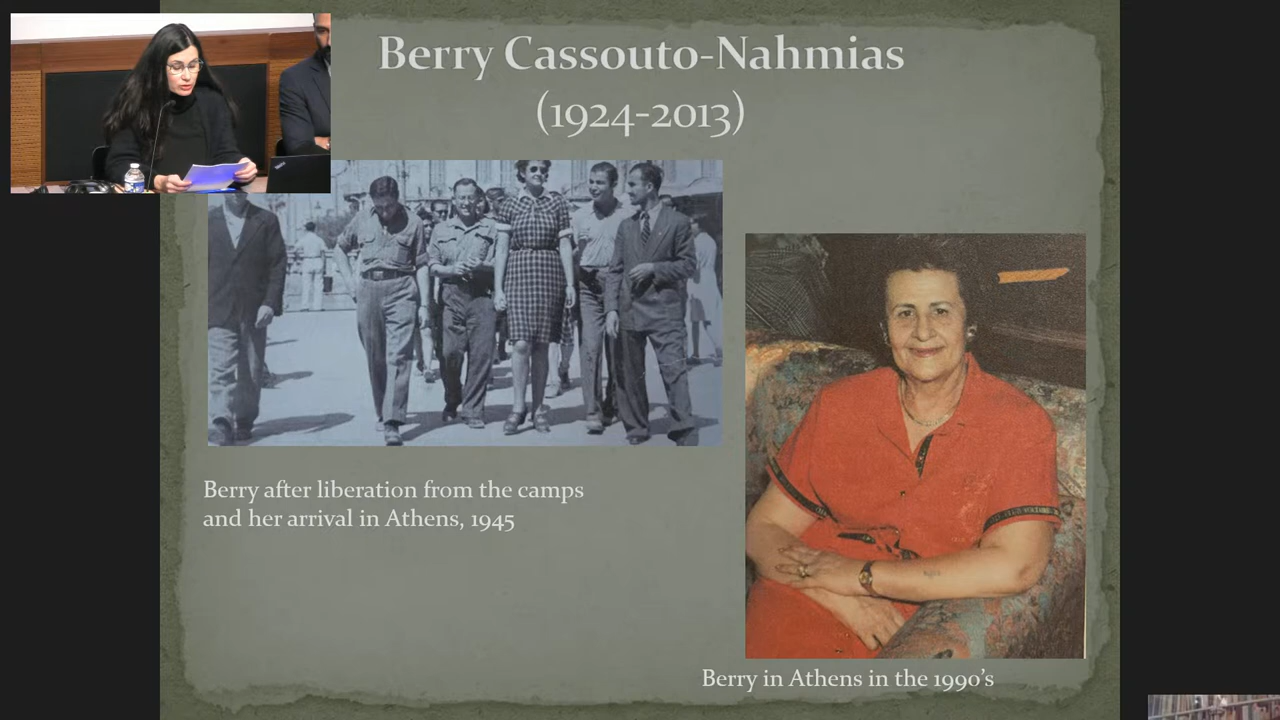 Berry Cassouto-Nahmias
(1924-2013)
Berry after liberation from the camps
and her arrival in Athens, 1945
Berry in Athens in the 1990's